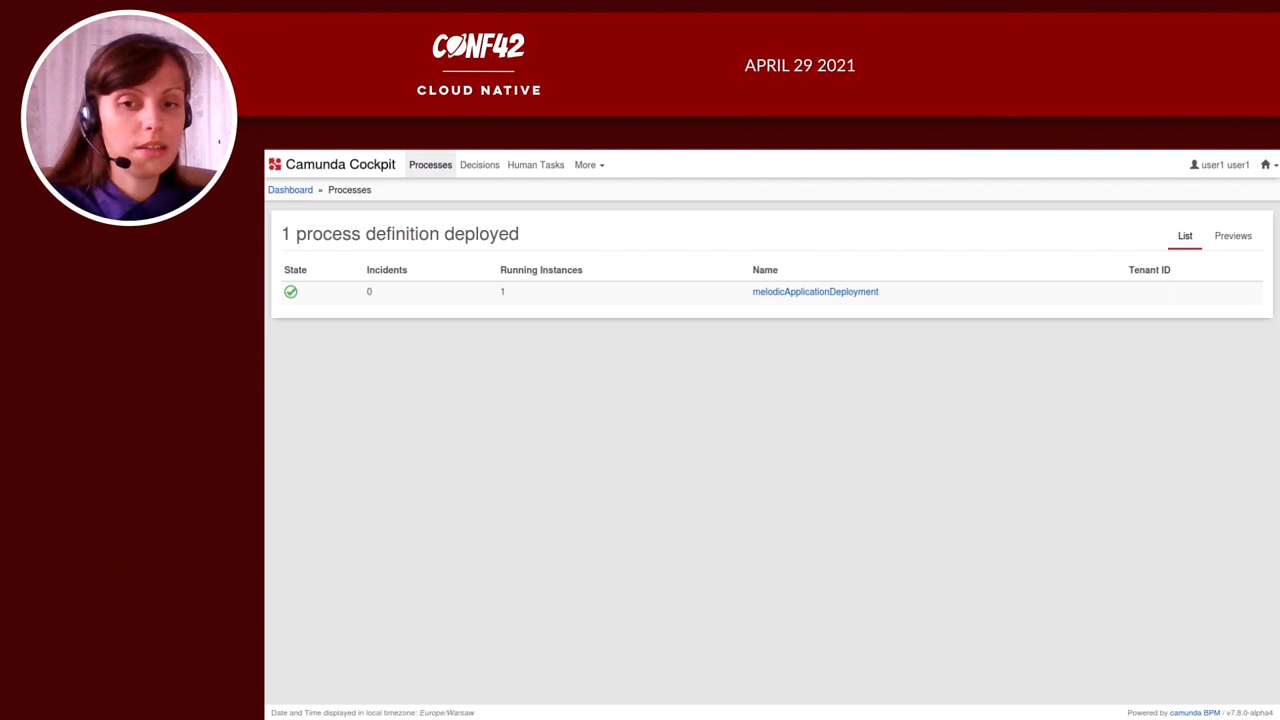 CONF42
CLOUD NATIVE
APRIL 29 2021
Camunda Cockpit Processes Decisions Human Tasks More user1 user1
Dashboard » Processes
1 process definition deployed List Previews
State Incidents Running Instances Name Tenant ID
0 1 melodicApplicationDeployment
Date and Time displayed in local timezone: Europe/Warsaw Powered by camunda BPM / v7.8.0-alpha4